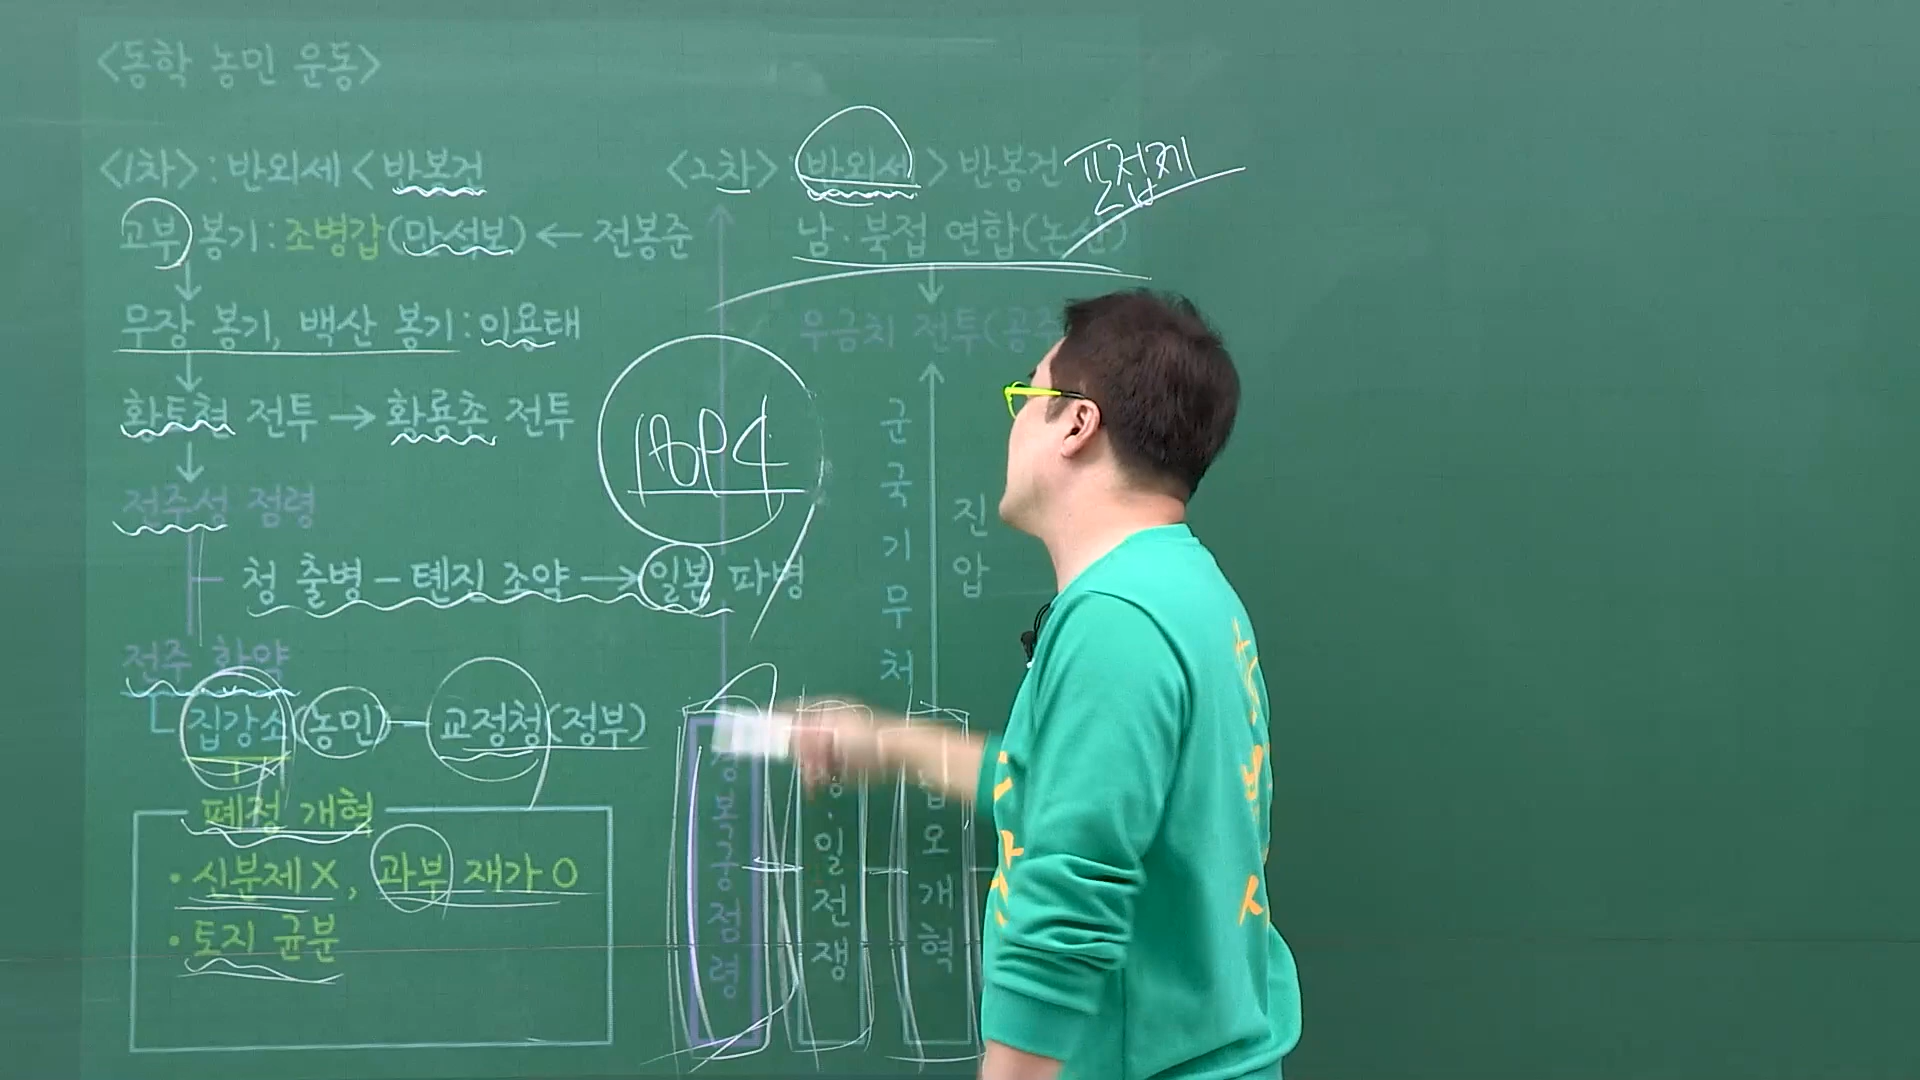 <동학 농민 운동>
<1차> : 반외세 < 반봉건
고부 봉기 : 조병갑(만석보) ← 전봉준
무장 봉기, 백산 봉기 : 이용태
황토현 전투 → 황룡촌 전투
전주성 점령
청 출병 – 톈진 조약 → 일본 파병
전주 화약
집강소(농민) – 교정청(정부)
폐정 개혁
· 신분제 X, 과부 재가 O
· 토지 균분
<2차> : 반외세 > 반봉건
남·북접 연합(논산)
우금치 전투(공주
군국기무처
진압
경복궁 점령
·일 전쟁
갑오개혁